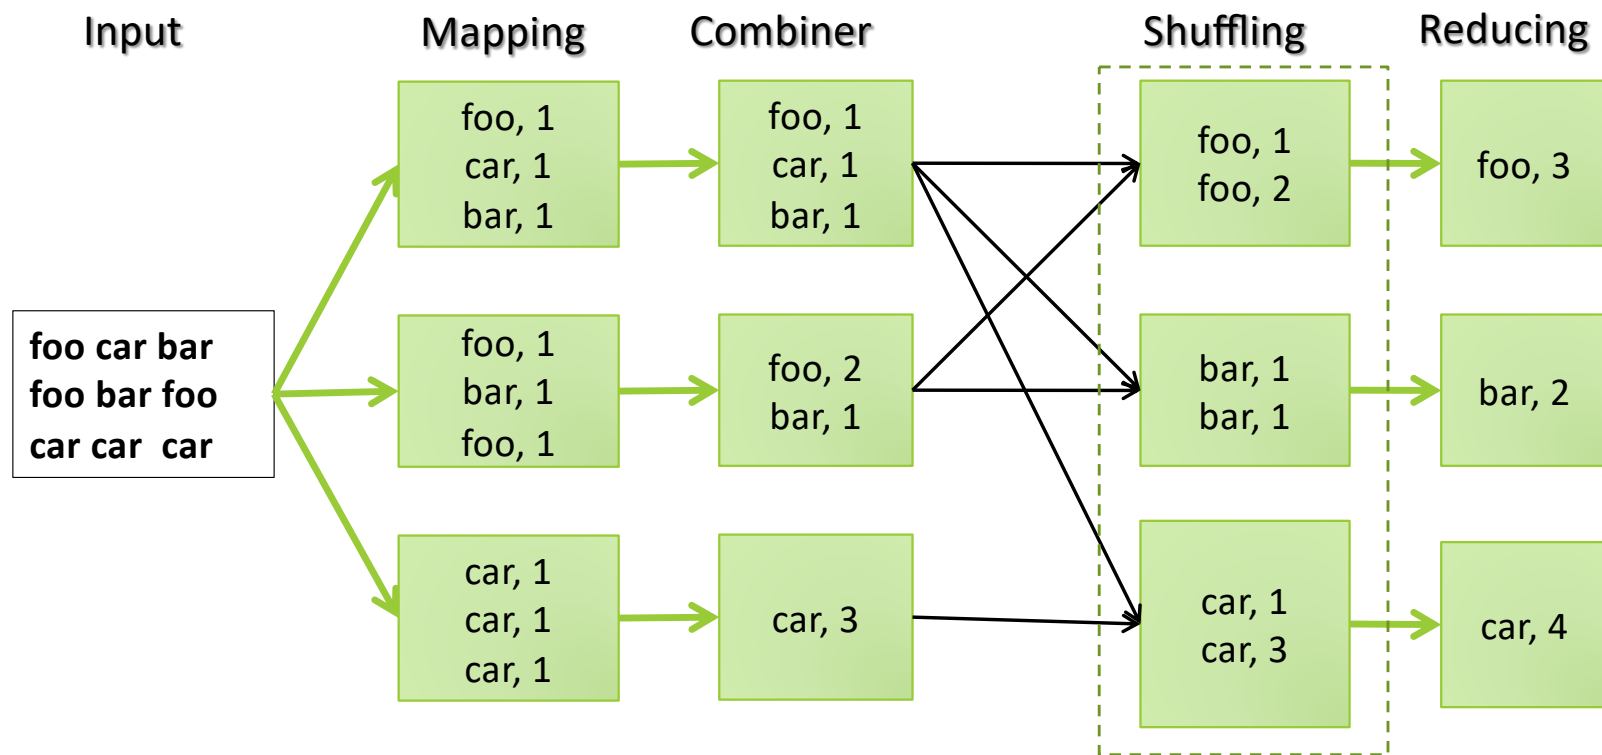 Input
Mapping
Combiner
Shuffling
Reducing
foo car bar
foo bar foo
car car  car
foo, 1
car, 1
bar, 1
foo, 1
bar, 1
foo, 1
car, 1
car, 1
car, 1
foo, 1
car, 1
bar, 1
foo, 2
bar, 1
car, 3
foo, 1
foo, 2
bar, 1
bar, 1
car, 1
car, 3
foo, 3
bar, 2
car, 4